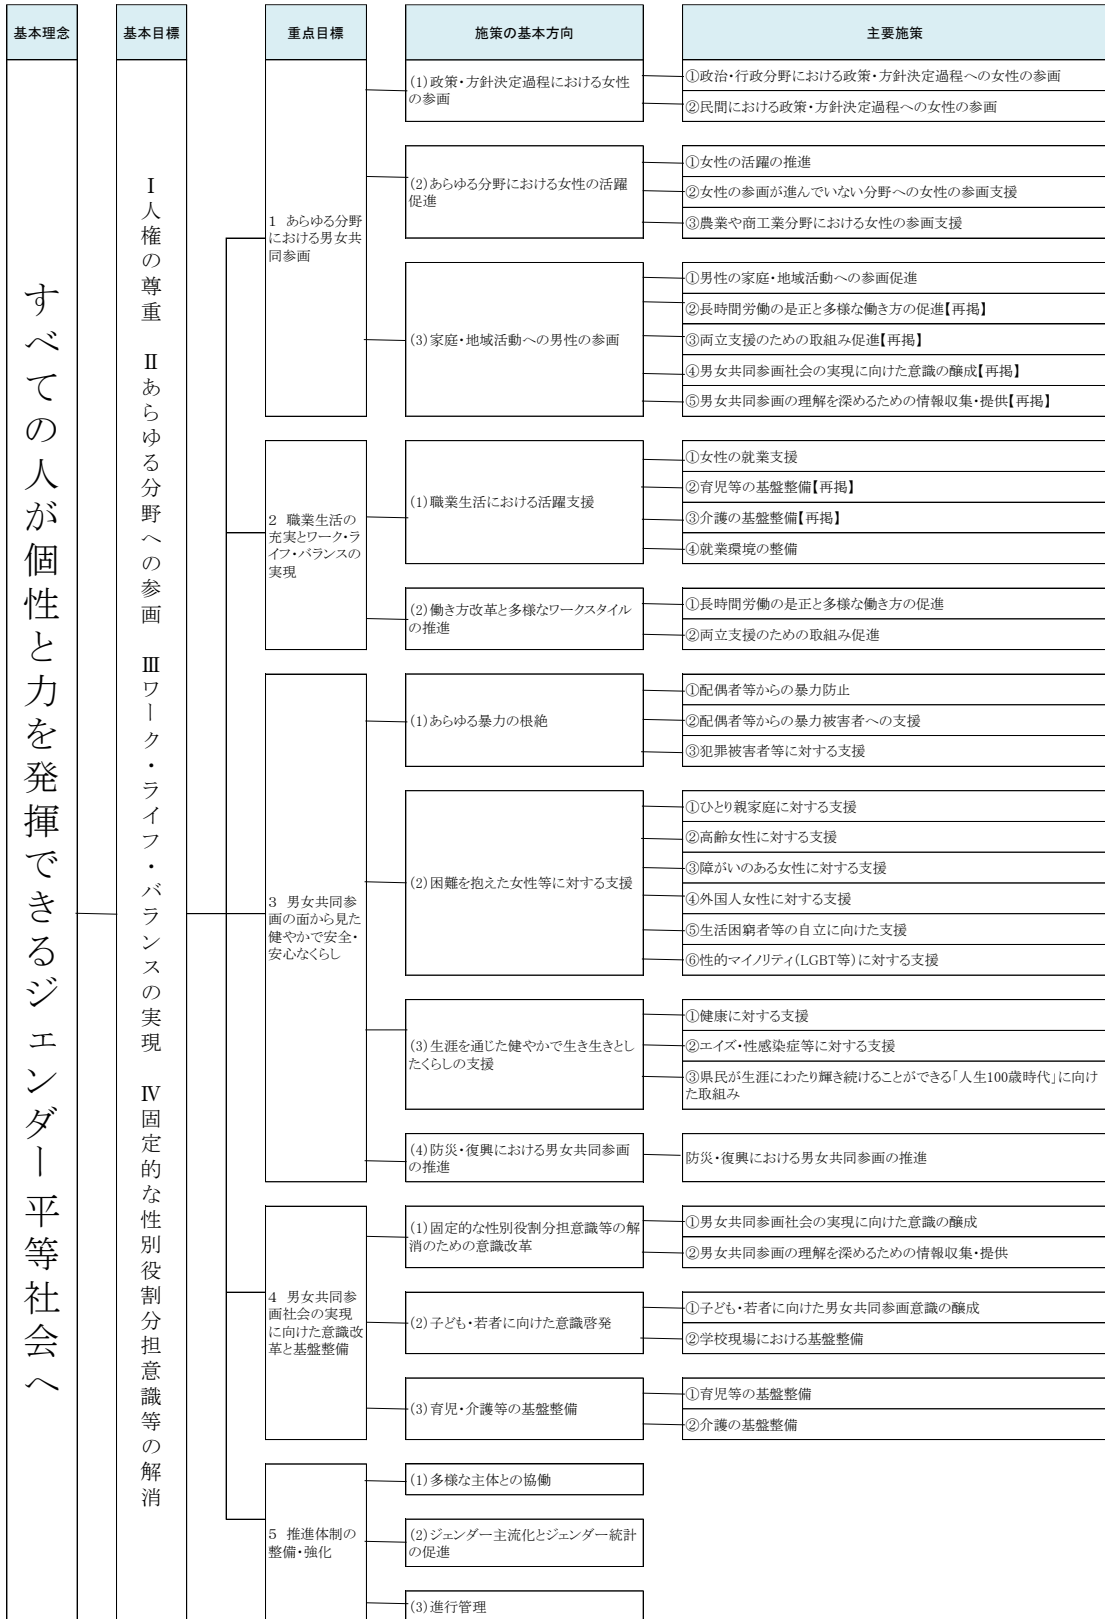 基本理念
基本目標
重点目標
施策の基本方向
主要施策
すべての人が個性と力を発揮できるジェンダー平等社会へ
Ⅰ人権の尊重　Ⅱあらゆる分野への参画　Ⅲワーク・ライフ・バランスの実現　Ⅳ固定的な性別役割分担意識等の解消
1 あらゆる分野
における男女共
同参画
(1)政策・方針決定過程における女性
の参画
①政治・行政分野における政策・方針決定過程への女性の参画
②民間における政策・方針決定過程への女性の参画
(2)あらゆる分野における女性の活躍
促進
①女性の活躍の推進
②女性の参画が進んでいない分野への女性の参画支援
③農業や商工業分野における女性の参画支援
(3)家庭・地域活動への男性の参画
①男性の家庭・地域活動への参画促進
②長時間労働の是正と多様な働き方の促進【再掲】
③両立支援のための取組み促進【再掲】
④男女共同参画社会の実現に向けた意識の醸成【再掲】
⑤男女共同参画の理解を深めるための情報収集・提供【再掲】
2 職業生活の
充実とワーク・ラ
イフ・バランスの
実現
(1)職業生活における活躍支援
①女性の就業支援
②育児等の基盤整備【再掲】
③介護の基盤整備【再掲】
④就業環境の整備
(2)働き方改革と多様なワークスタイル
の推進
①長時間労働の是正と多様な働き方の促進
②両立支援のための取組み促進
3 男女共同参
画の面から見た
健やかで安全・
安心なくらし
(1)あらゆる暴力の根絶
①配偶者等からの暴力防止
②配偶者等からの暴力被害者への支援
③犯罪被害者等に対する支援
(2)困難を抱えた女性等に対する支援
①ひとり親家庭に対する支援
②高齢女性に対する支援
③障がいのある女性に対する支援
④外国人女性に対する支援
⑤生活困窮者等の自立に向けた支援
⑥性的マイノリティ(LGBT等)に対する支援
(3)生涯を通じた健やかで生き生きとし
たくらしの支援
①健康に対する支援
②エイズ・性感染症等に対する支援
③県民が生涯にわたり輝き続けることができる「人生100歳時代」に向け
た取組み
(4)防災・復興における男女共同参画
の推進
防災・復興における男女共同参画の推進
4 男女共同参
画社会の実現
に向けた意識改
革と基盤整備
(1)固定的な性別役割分担意識等の解
消のための意識改革
①男女共同参画社会の実現に向けた意識の醸成
②男女共同参画の理解を深めるための情報収集・提供
(2)子ども・若者に向けた意識啓発
①子ども・若者に向けた男女共同参画意識の醸成
②学校現場における基盤整備
(3)育児・介護等の基盤整備
①育児等の基盤整備
②介護の基盤整備
5 推進体制の
整備・強化
(1)多様な主体との協働
(2)ジェンダー主流化とジェンダー統計
の促進
(3)進行管理